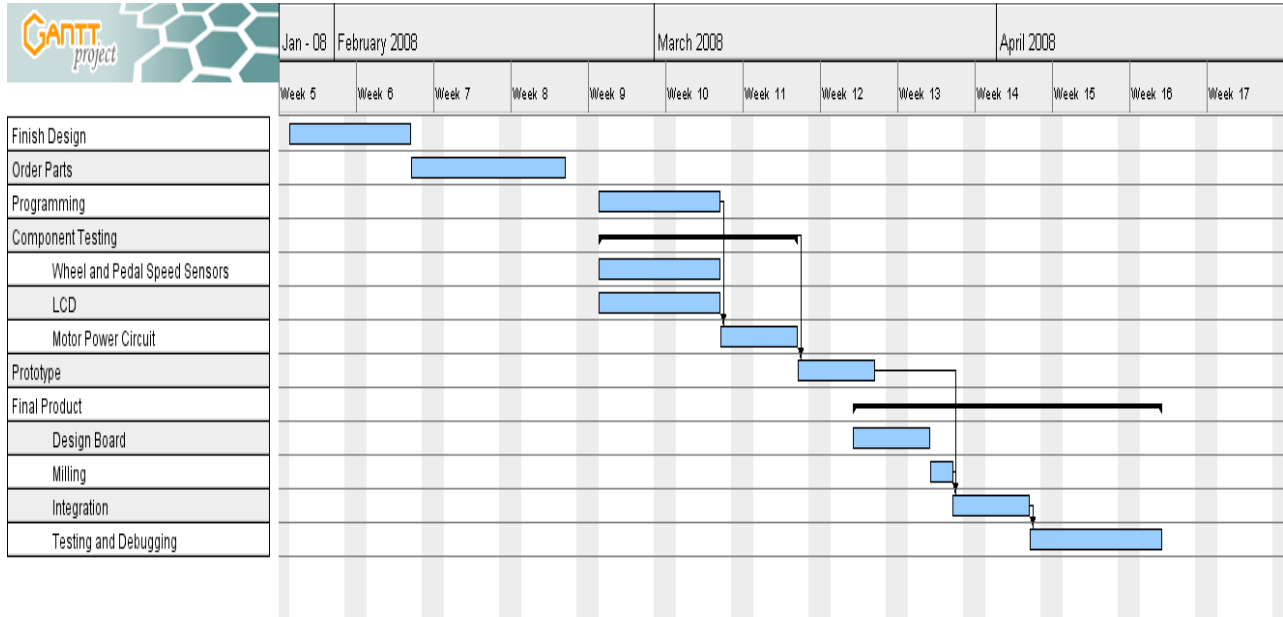 GANTT
project
Jan - 08 February 2008 March 2008 April 2008
Week 5 Week 6 Week 7 Week 8 Week 9 Week 10 Week 11 Week 12 Week 13 Week 14 Week 15 Week 16 Week 17
Finish Design
Order Parts
Programming
Component Testing
Wheel and Pedal Speed Sensors
LCD
Motor Power Circuit
Prototype
Final Product
Design Board
Milling
Integration
Testing and Debugging